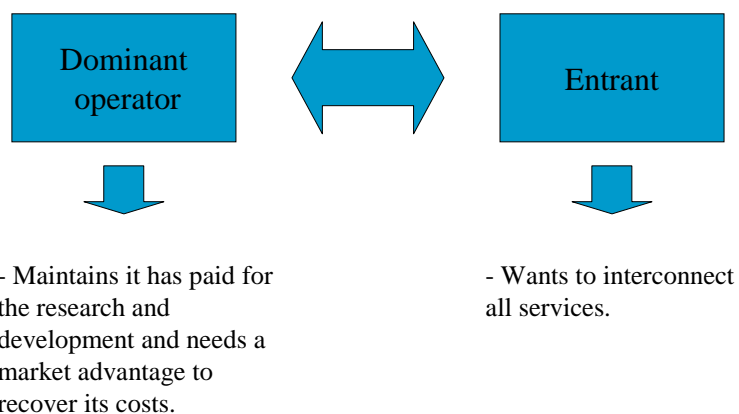 Dominant
operator
Entrant
- Maintains it has paid for
the research and
development and needs a
market advantage to
recover its costs.
- Wants to interconnect
all services.